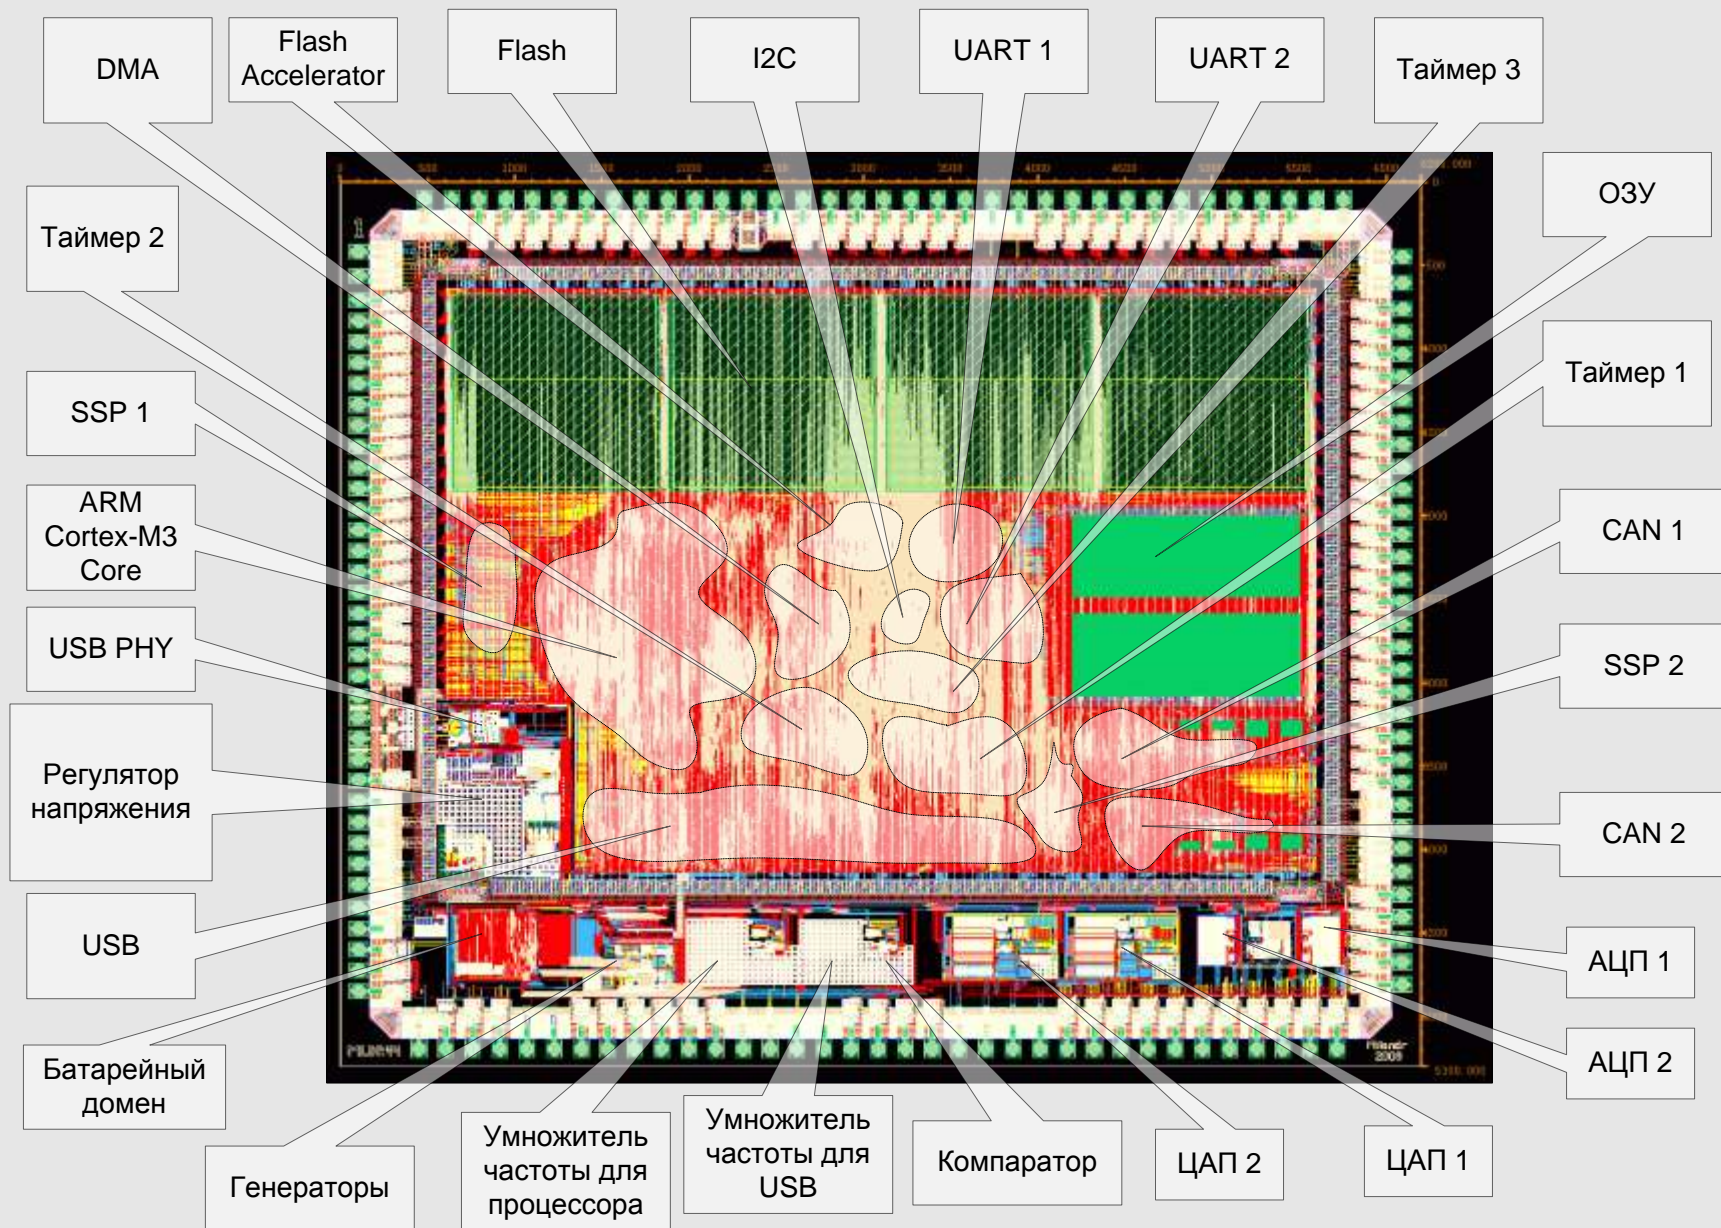 DMA
Flash
Accelerator
Flash
I2C
UART 1
UART 2
Таймер 3
ОЗУ
Таймер 2
Таймер 1
SSP 1
ARM
Cortex-M3
Core
CAN 1
USB PHY
SSP 2
Регулятор
напряжения
CAN 2
USB
АЦП 1
Батарейный
домен
АЦП 2
Генераторы
Умножитель
частоты для
процессора
Умножитель
частоты для
USB
Компаратор
ЦАП 2
ЦАП 1
Milandr
2009